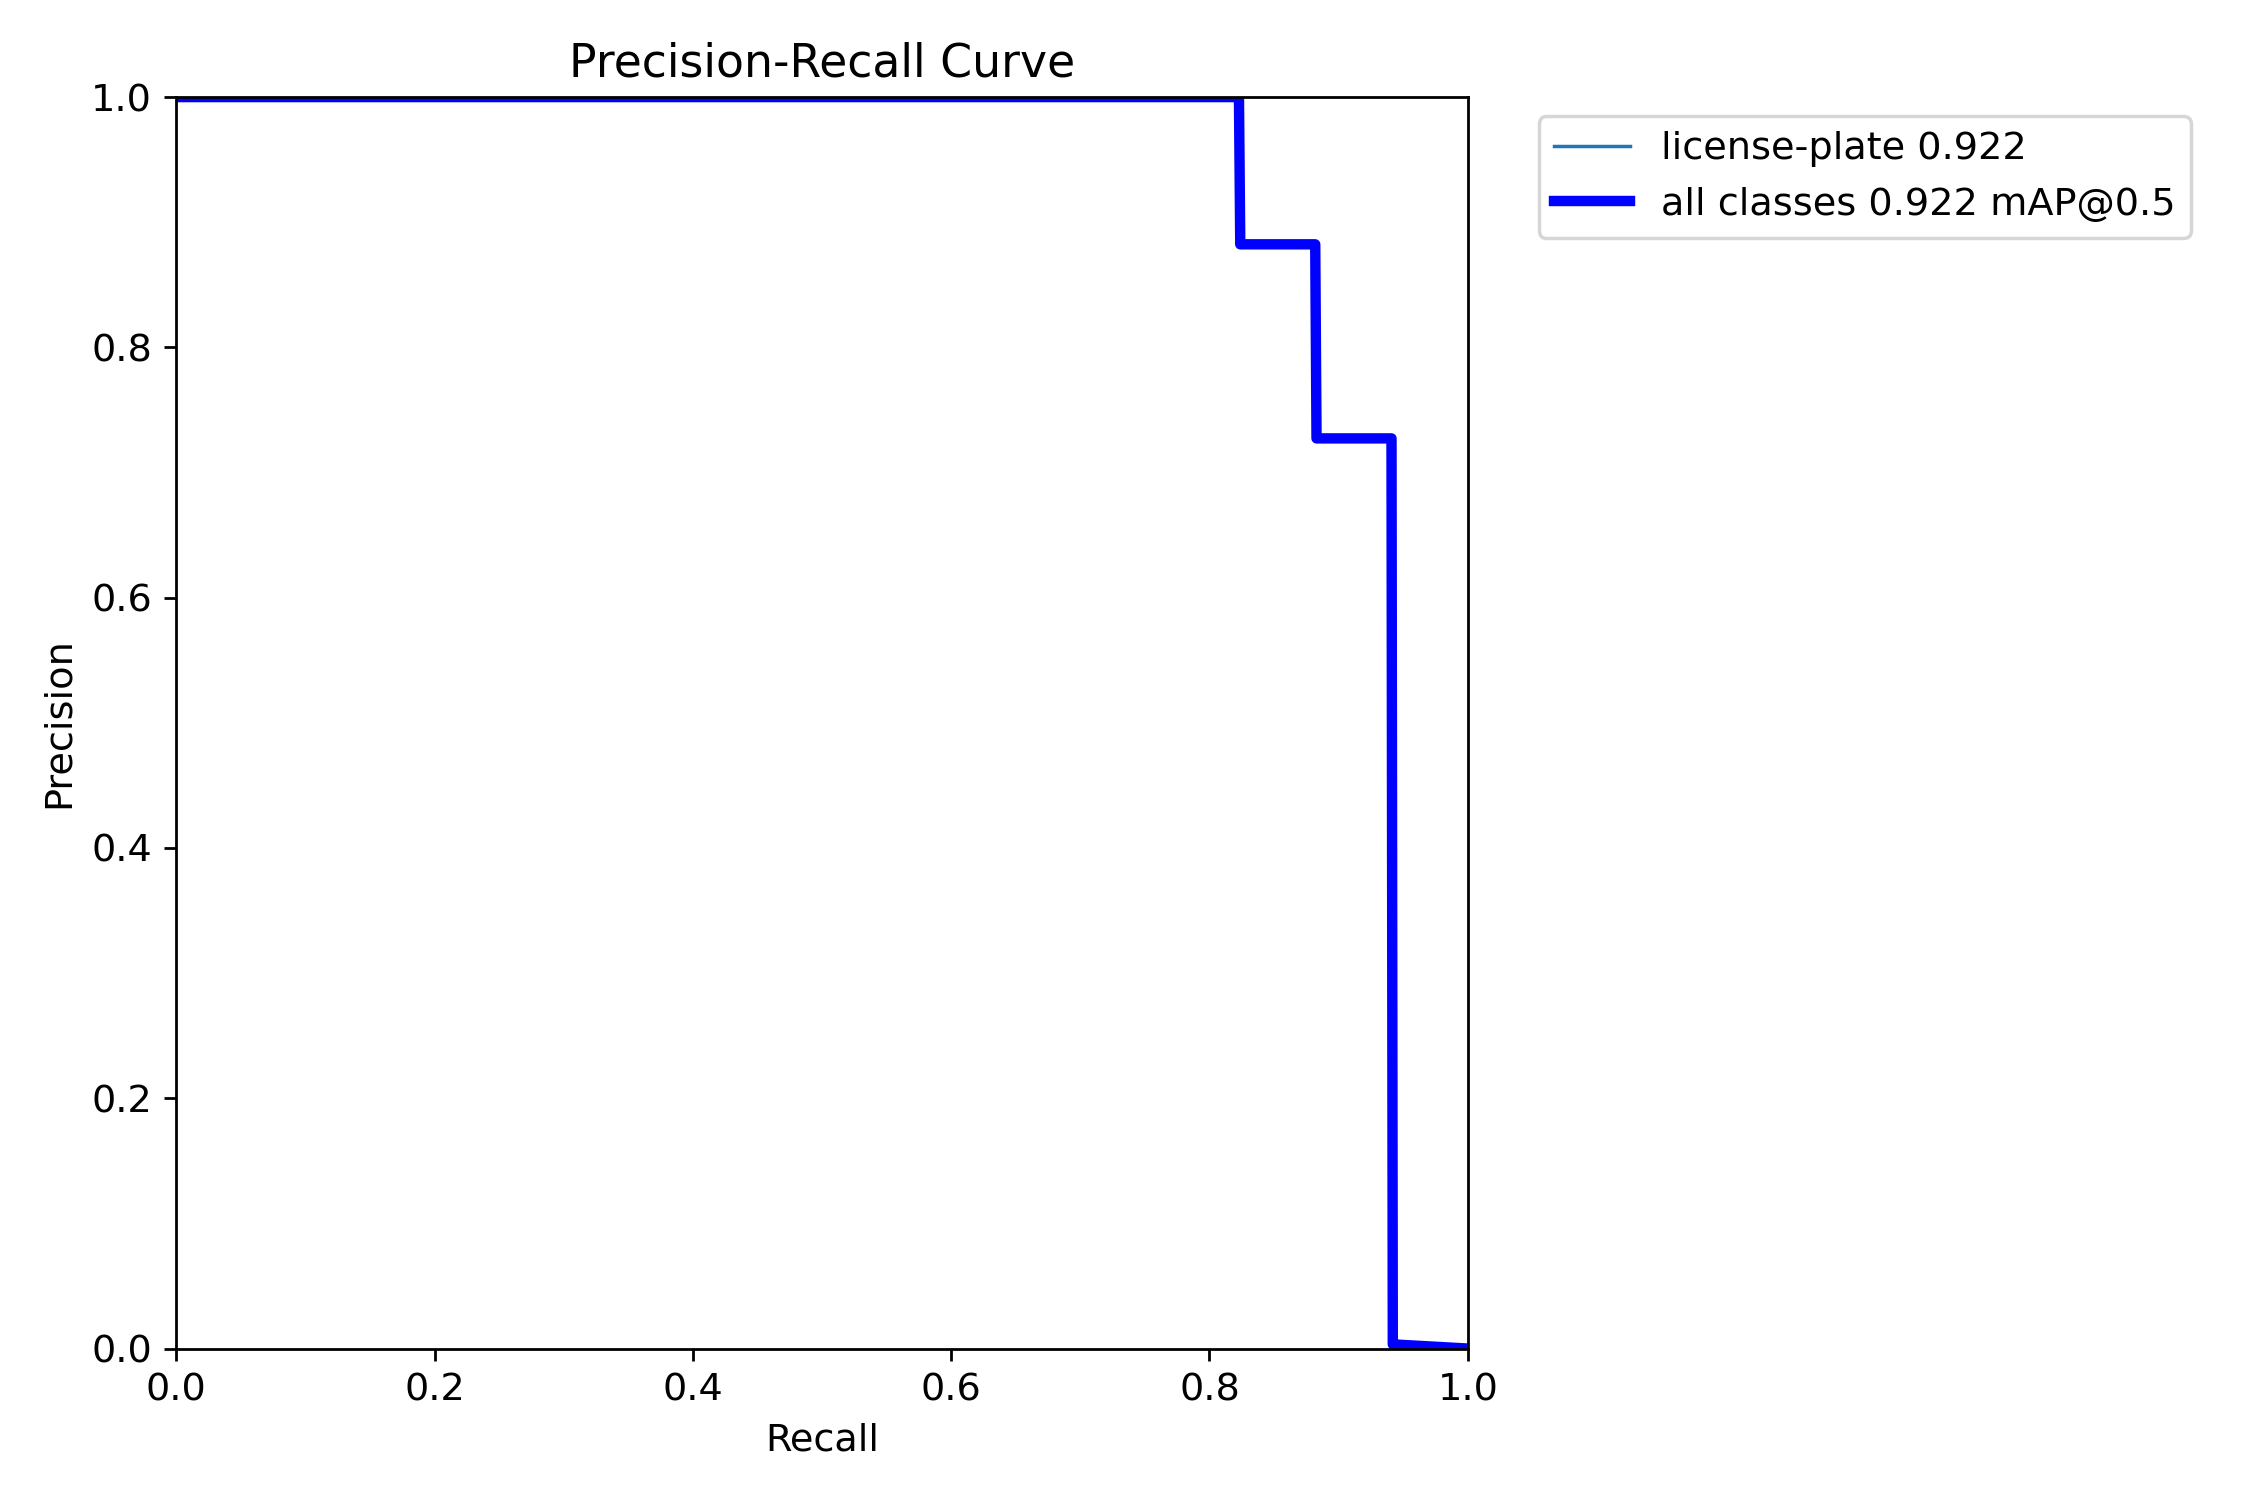 Precision-Recall Curve
1.0
0.8
0.6
0.4
0.2
0.0
Precision
0.0 0.2 0.4 0.6 0.8 1.0
Recall
license-plate 0.922
all classes 0.922 mAP@0.5